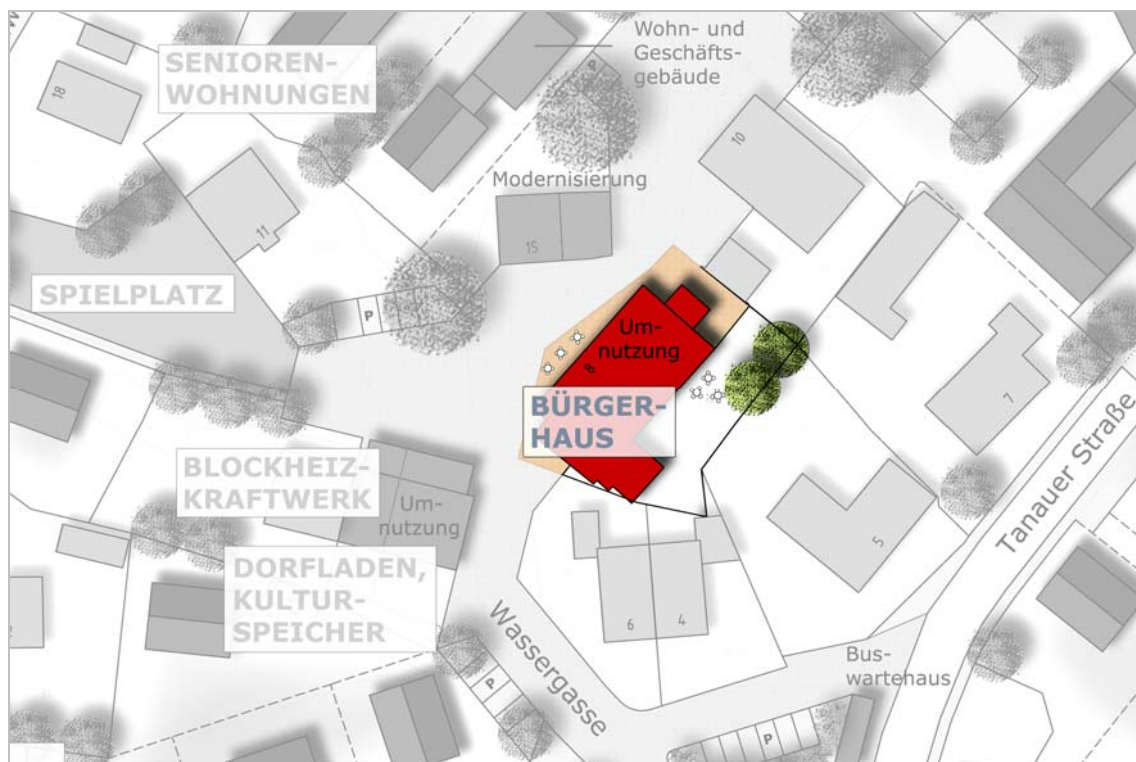 SENIOREN-
WOHNUNGEN
Wohn- und
Geschäfts-
gebäude
P
18
10
Modernisierung
15
11
SPIELPLATZ
P
Um-
nutzung
8
BÜRGER-
HAUS
7
Tanauer Straße
BLOCKHEIZ-
KRAFTWERK
Um-
nutzung
5
DORFLADEN,
KULTUR-
SPEICHER
6
4
Wassergasse
P
Bus-
wartehaus
P